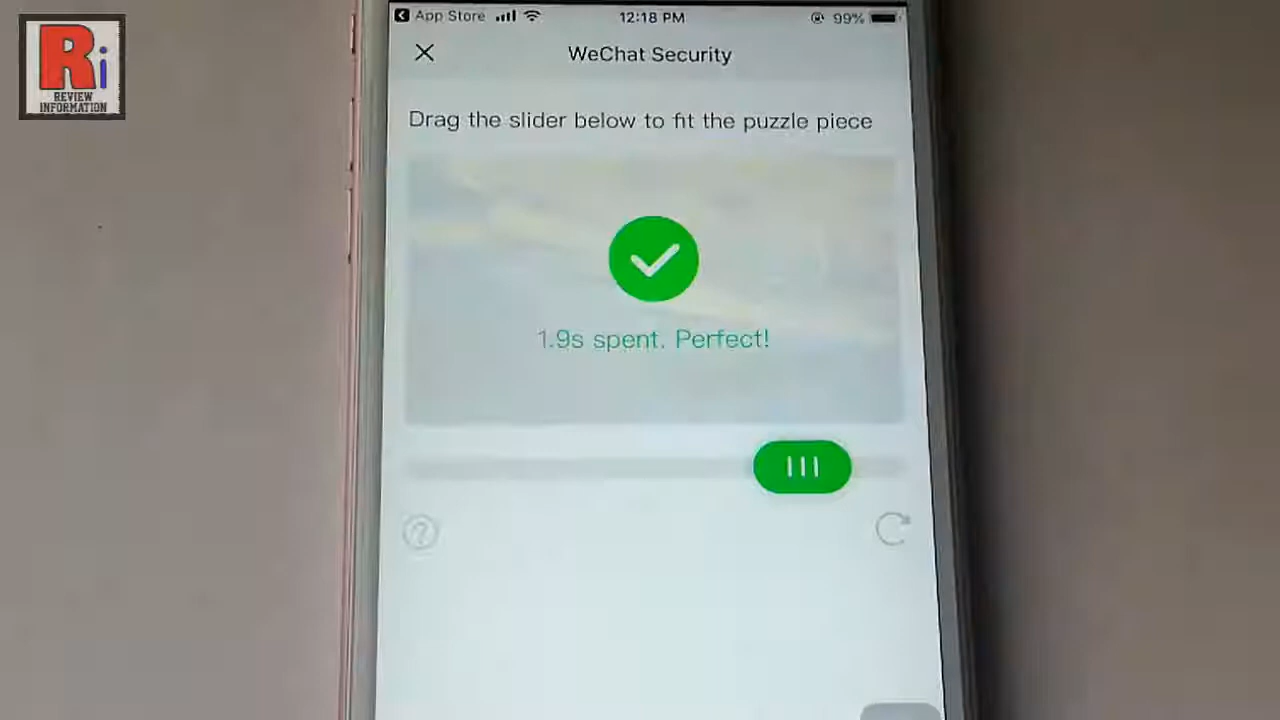 Ri
REVIEW
INFORMATION
App Store 12:18 PM 99%
WeChat Security
Drag the slider below to fit the puzzle piece
1.9s spent. Perfect!
?